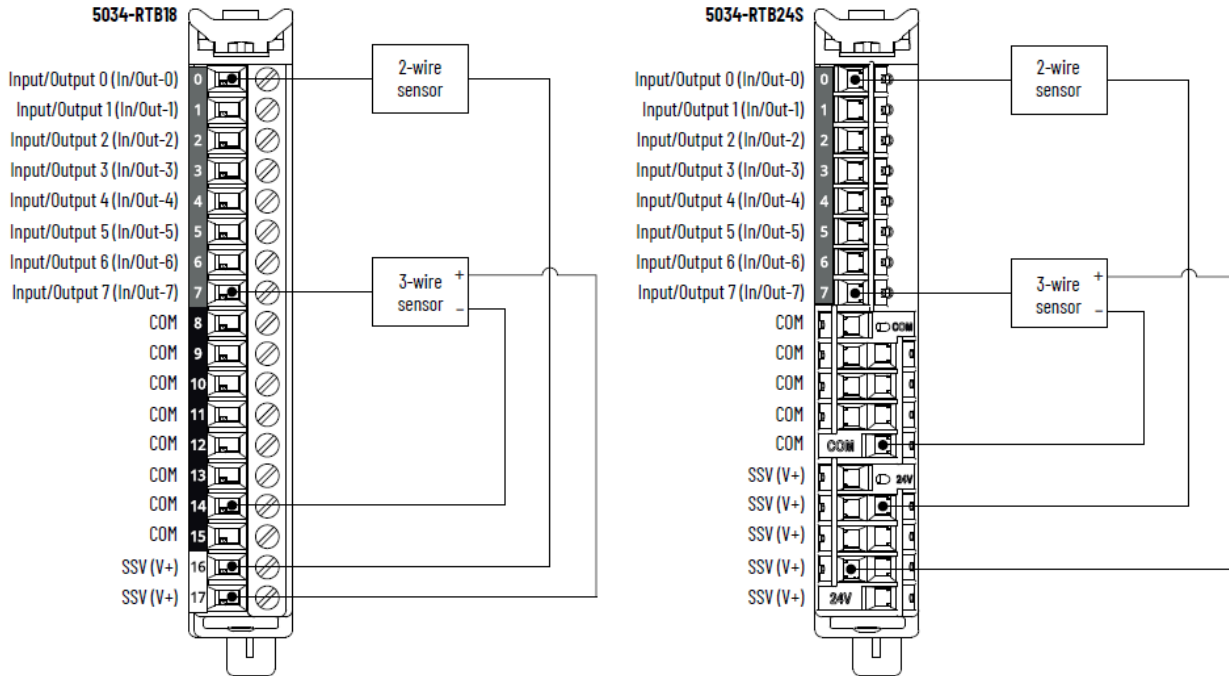 5034-RTB18
Input/Output 0 (In/Out-0) 0
Input/Output 1 (In/Out-1) 1
Input/Output 2 (In/Out-2) 2
Input/Output 3 (In/Out-3) 3
Input/Output 4 (In/Out-4) 4
Input/Output 5 (In/Out-5) 5
Input/Output 6 (In/Out-6) 6
Input/Output 7 (In/Out-7) 7
COM 8
COM 9
COM 10
COM 11
COM 12
COM 13
COM 14
COM 15
SSV (V+) 16
SSV (V+) 17
2-wire
sensor
3-wire +
sensor −
5034-RTB24S
Input/Output 0 (In/Out-0) 0
Input/Output 1 (In/Out-1) 1
Input/Output 2 (In/Out-2) 2
Input/Output 3 (In/Out-3) 3
Input/Output 4 (In/Out-4) 4
Input/Output 5 (In/Out-5) 5
Input/Output 6 (In/Out-6) 6
Input/Output 7 (In/Out-7) 7
COM COM
COM
COM
COM
COM COM
SSV (V+) 24V
SSV (V+)
SSV (V+)
SSV (V+)
SSV (V+) 24V
2-wire
sensor
3-wire +
sensor −